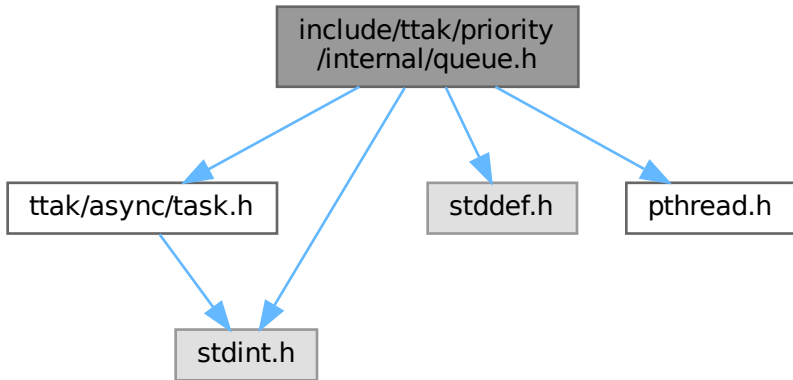 include/ttak/priority
/internal/queue.h
ttak/async/task.h
stddef.h
pthread.h
stdint.h